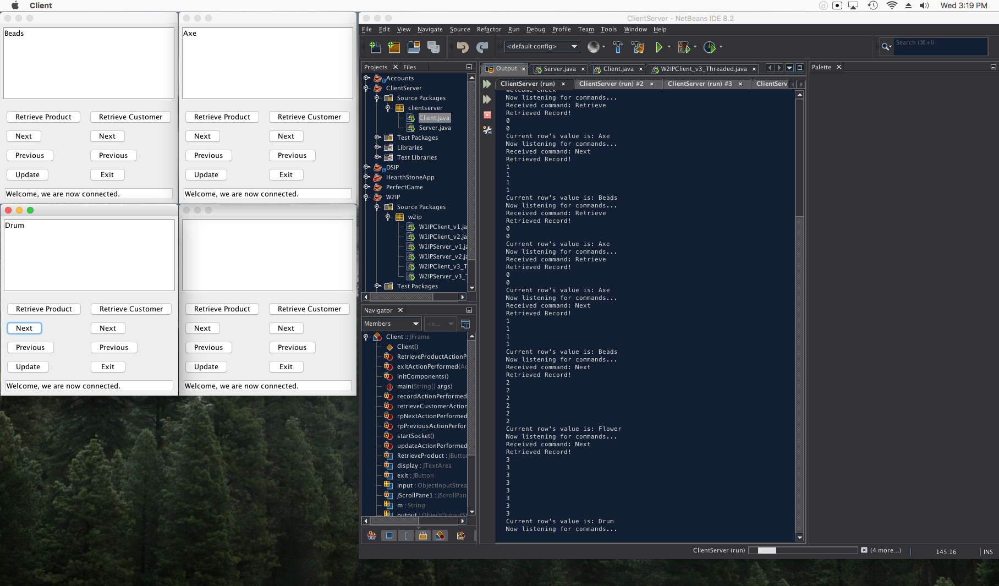 Client
Wed 3:19 PM
Beads
Retrieve Product
Retrieve Customer
Next
Next
Previous
Previous
Update
Exit
Welcome, we are now connected.
Axe
Retrieve Product
Retrieve Customer
Next
Next
Previous
Previous
Update
Exit
Welcome, we are now connected.
Drum
Retrieve Product
Retrieve Customer
Next
Next
Previous
Previous
Update
Exit
Welcome, we are now connected.
Retrieve Product
Retrieve Customer
Next
Next
Previous
Previous
Update
Exit
Welcome, we are now connected.
ClientServer - NetBeans IDE 8.2
File Edit View Navigate Source Refactor Run Debug Profile Team Tools Window Help
<default config>
Search (⌘+I)
Projects
Files
Accounts
ClientServer
Source Packages
clientserver
Client.java
Server.java
Test Packages
Libraries
Test Libraries
DSIP
HearthStoneApp
PerfectGame
W2IP
Source Packages
w2ip
W1IPClient_v1.ja
W1IPClient_v2.ja
W1IPServer_v1.ja
W1IPServer_v2.ja
W2IPClient_v3_T
W2IPServer_v3_
Test Packages
Navigator
Members
<e...
Client :: JFrame
Client()
RetrieveProductActionP
exitActionPerformed(Ac
initComponents()
main(String[] args)
recordActionPerformed
retrieveCustomerAction
rpNextActionPerformed
rpPreviousActionPerfor
startSocket()
updateActionPerformed
RetrieveProduct : JButton
display : JTextArea
exit : JButton
input : ObjectInputStrea
jScrollPane1 : JScrollPan
m : String
output : ObjectOutputSt
Output
Server.java
Client.java
W2IPClient_v3_Threaded.java
ClientServer (run)
ClientServer (run) #2
ClientServer (run) #3
ClientServ
Welcome Check
Now listening for commands...
Received command: Retrieve
Retrieved Record!
0
0
Current row's value is: Axe
Now listening for commands...
Received command: Next
Retrieved Record!
1
1
1
1
Current row's value is: Beads
Now listening for commands...
Received command: Retrieve
Retrieved Record!
0
0
Current row's value is: Axe
Now listening for commands...
Received command: Retrieve
Retrieved Record!
0
0
Current row's value is: Axe
Now listening for commands...
Received command: Next
Retrieved Record!
1
1
1
1
Current row's value is: Beads
Now listening for commands...
Received command: Next
Retrieved Record!
2
2
2
2
2
2
Current row's value is: Flower
Now listening for commands...
Received command: Next
Retrieved Record!
3
3
3
3
3
3
3
3
Current row's value is: Drum
Now listening for commands...
Palette
ClientServer (run)
(4 more...)
145:16
INS